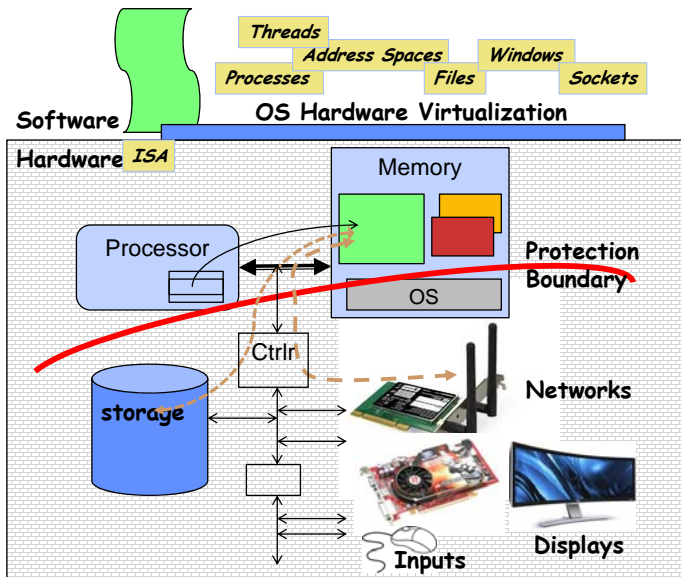 Threads
Address Spaces
Windows
Processes
Files
Sockets
OS Hardware Virtualization
Software
Hardware
ISA
Memory
Processor
Protection
Boundary
OS
Ctrlr
Networks
storage
Displays
Inputs